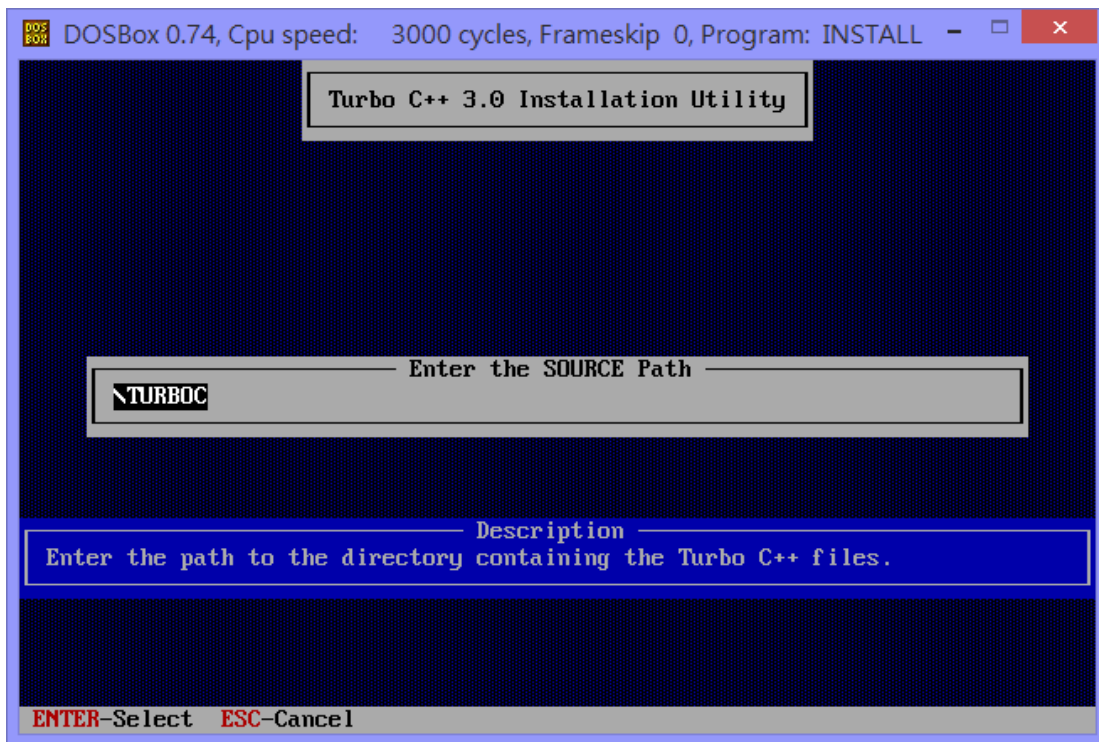 DOSBox 0.74, Cpu speed: 3000 cycles, Frameskip 0, Program: INSTALL
Turbo C++ 3.0 Installation Utility
Enter the SOURCE Path
\TURBOC
Description
Enter the path to the directory containing the Turbo C++ files.
ENTER-Select ESC-Cancel